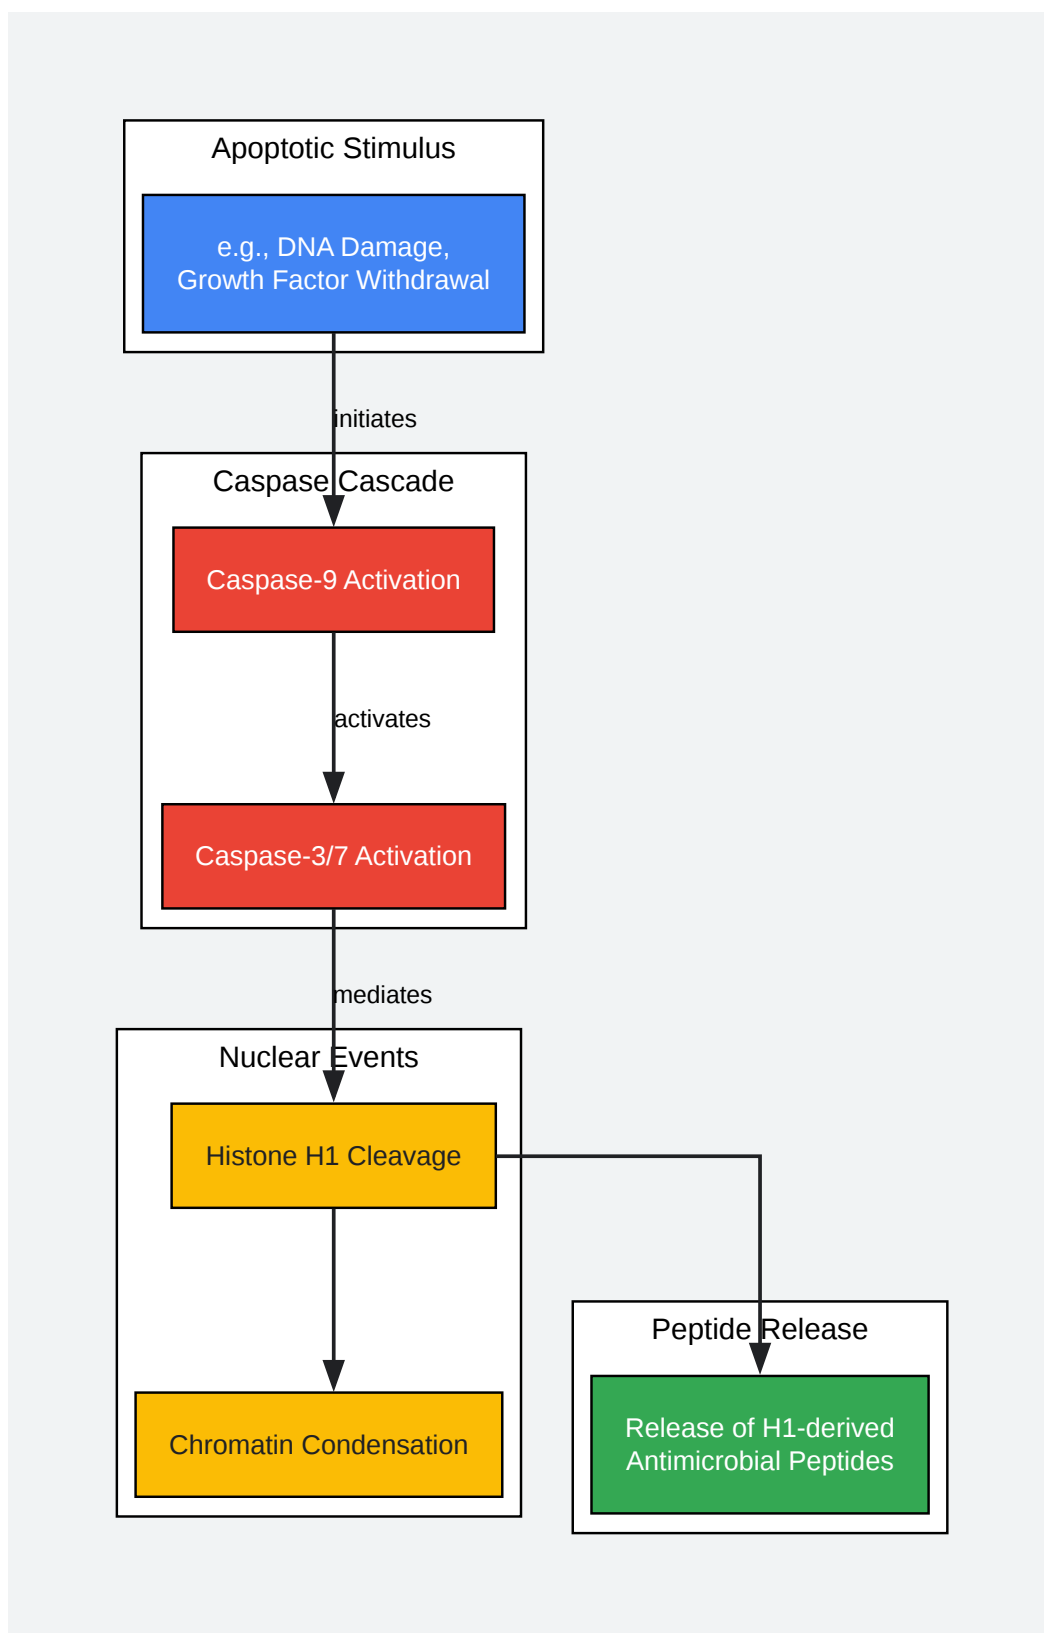 Apoptotic Stimulus
e.g., DNA Damage,
Growth Factor Withdrawal
initiates
Caspase Cascade
Caspase-9 Activation
activates
Caspase-3/7 Activation
mediates
Nuclear Events
Histone H1 Cleavage
Chromatin Condensation
Peptide Release
Release of H1-derived
Antimicrobial Peptides